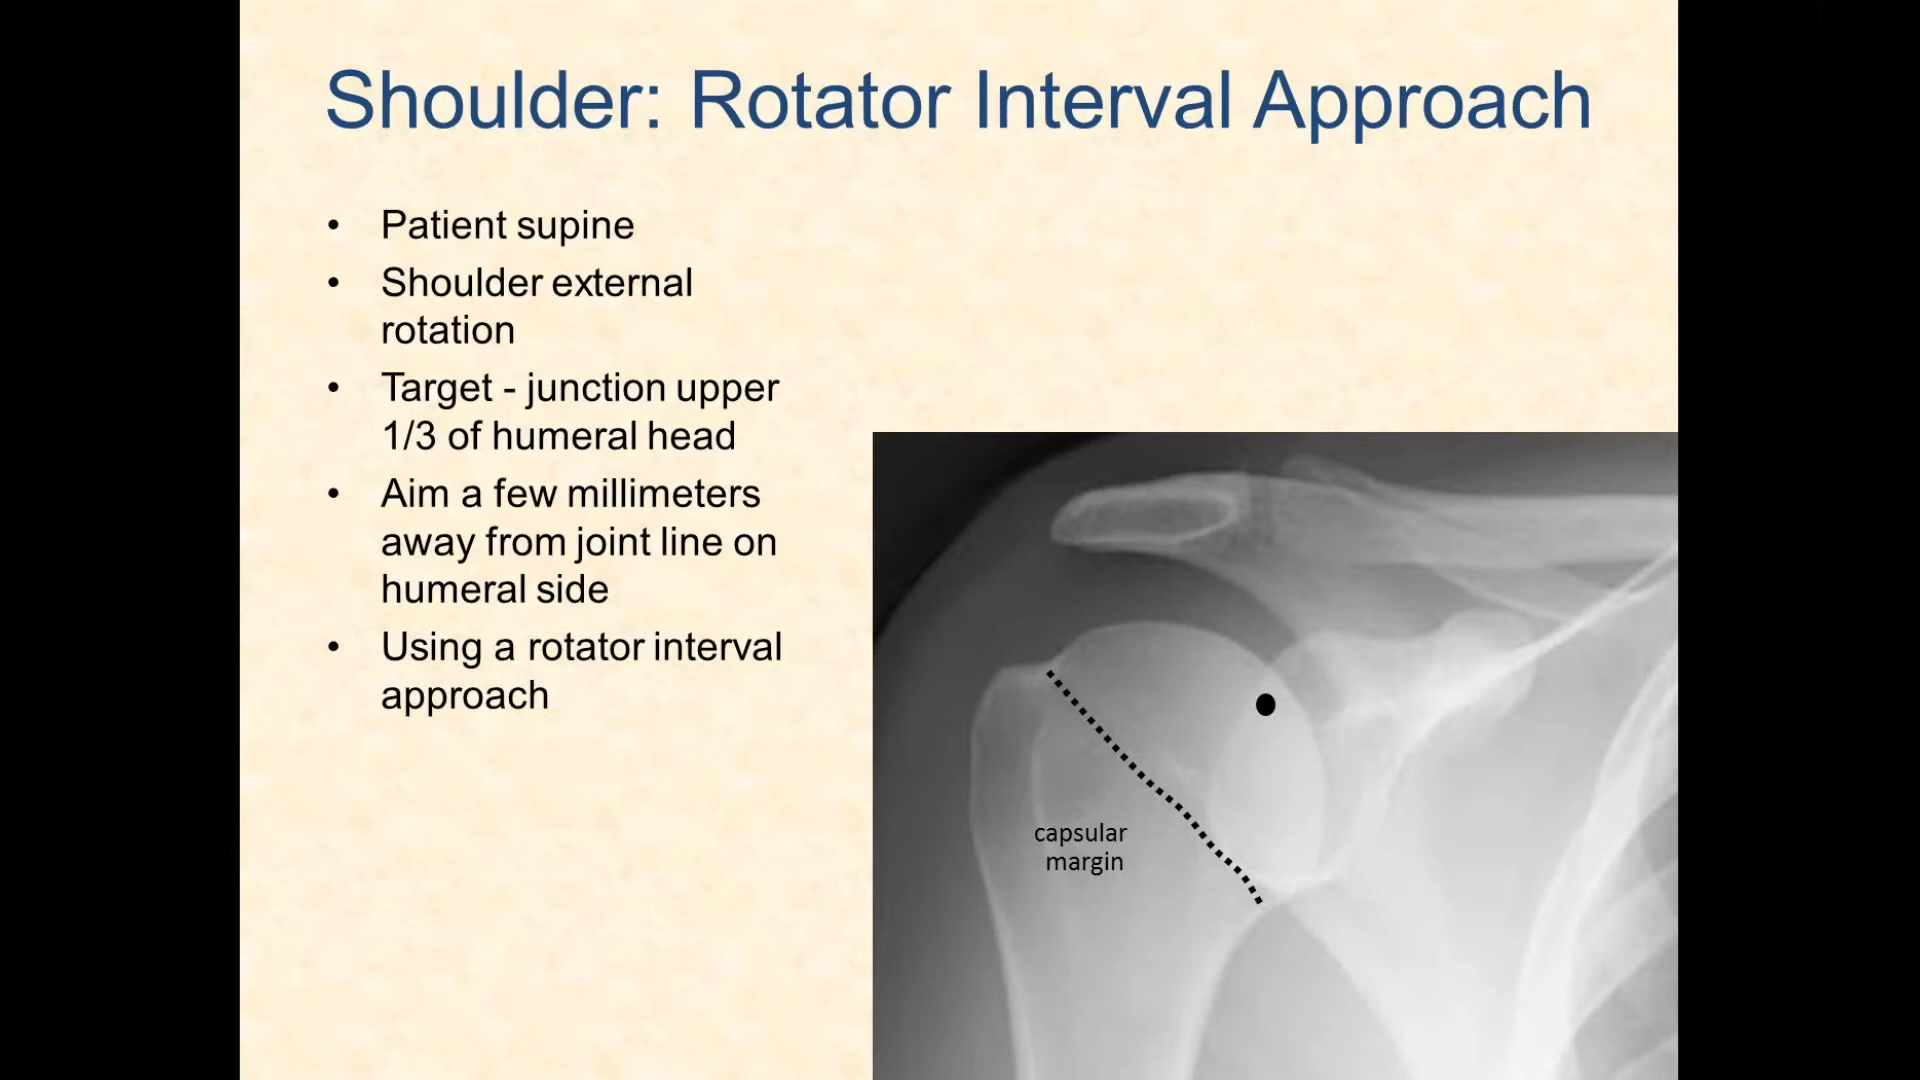 Shoulder: Rotator Interval Approach
• Patient supine
• Shoulder external
rotation
• Target - junction upper
1/3 of humeral head
• Aim a few millimeters
away from joint line on
humeral side
• Using a rotator interval
approach
capsular
margin